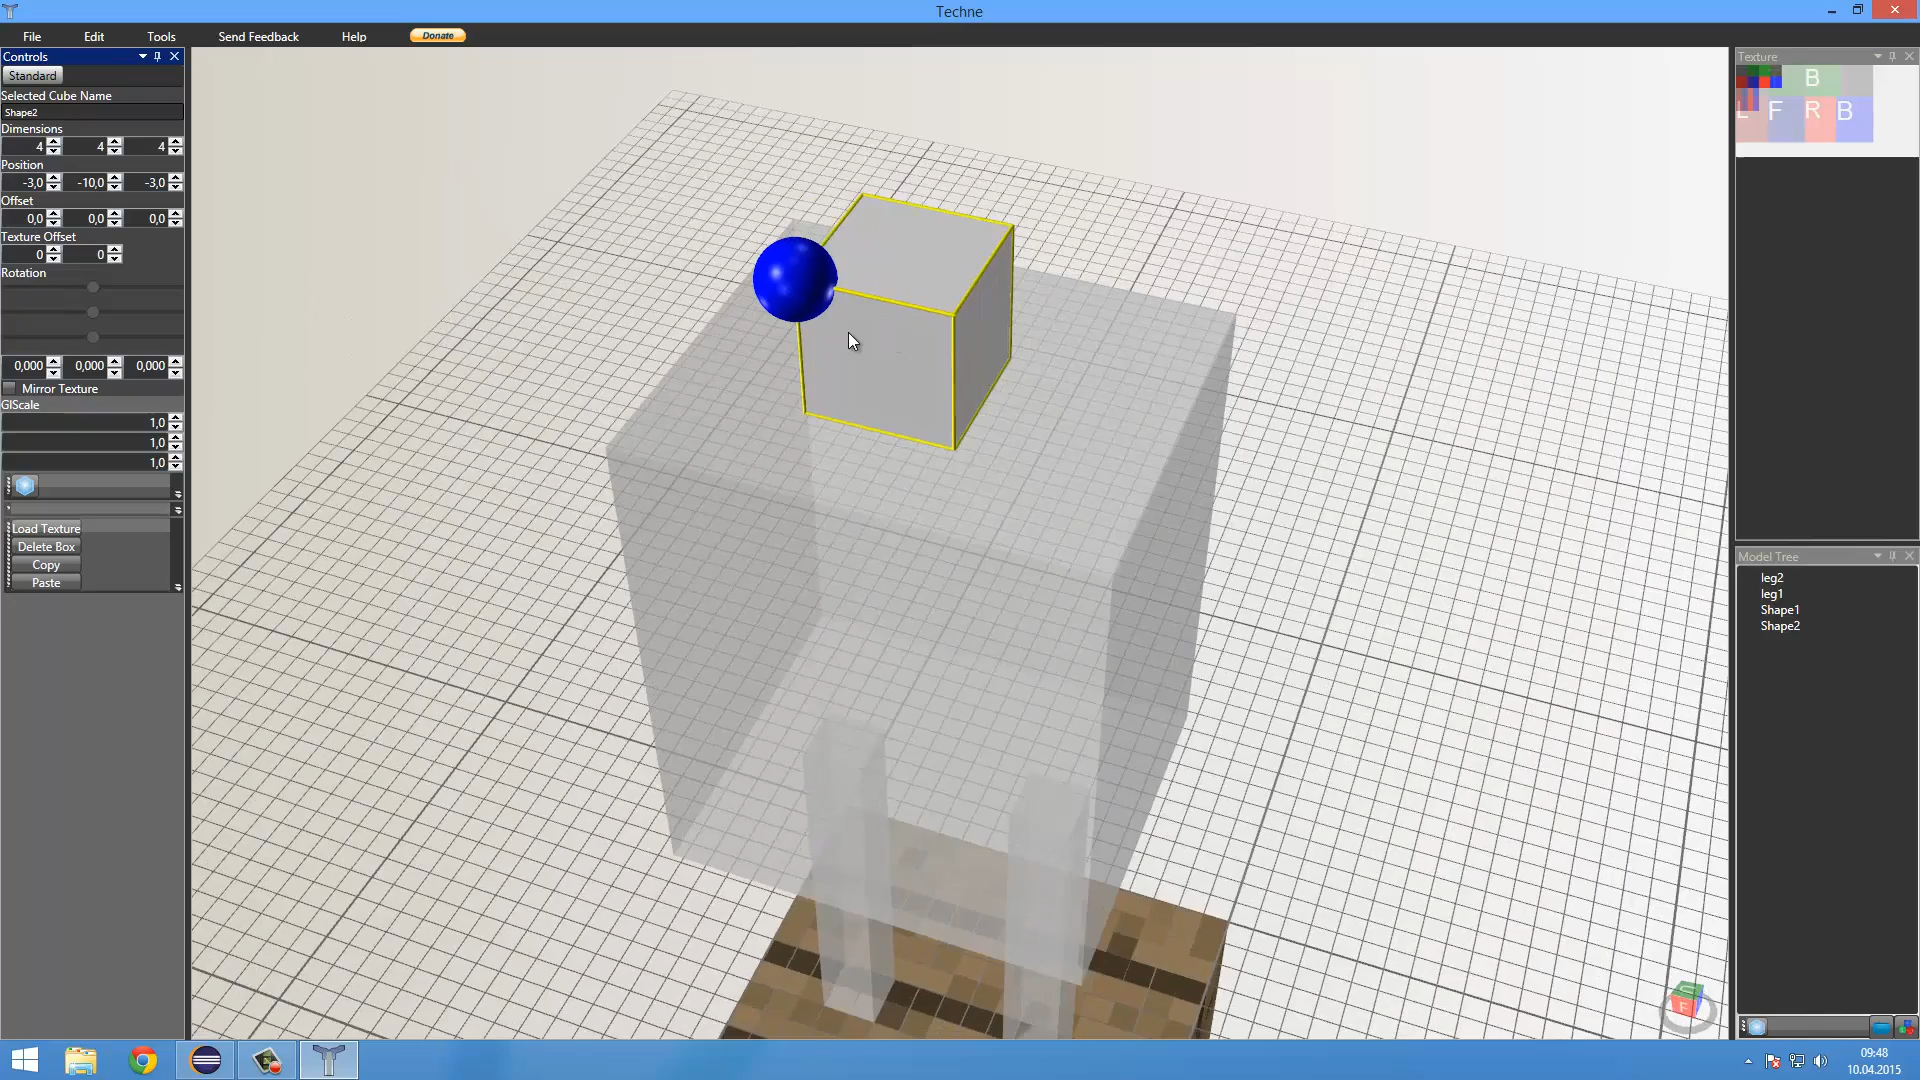 Techne
File Edit Tools Send Feedback Help Donate
Controls
Standard
Selected Cube Name
Shape2
Dimensions
4 4 4
Position
-3,0 -10,0 -3,0
Offset
0,0 0,0 0,0
Texture Offset
0 0
Rotation
0,000 0,000 0,000
Mirror Texture
GlScale
1,0
1,0
1,0
Load Texture
Delete Box
Copy
Paste
Texture
B
L F R B
Model Tree
leg2
leg1
Shape1
Shape2
F
09:48
10.04.2015